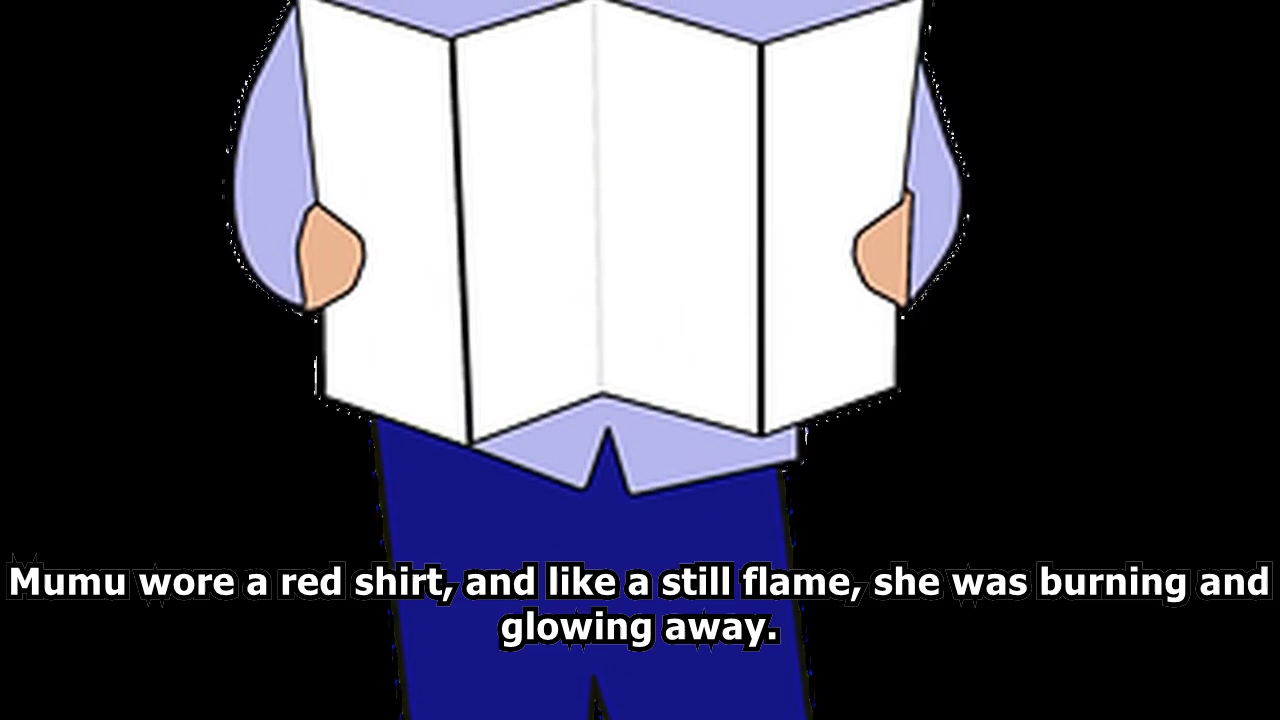 Mumu wore a red shirt, and like a still flame, she was burning and
glowing away.